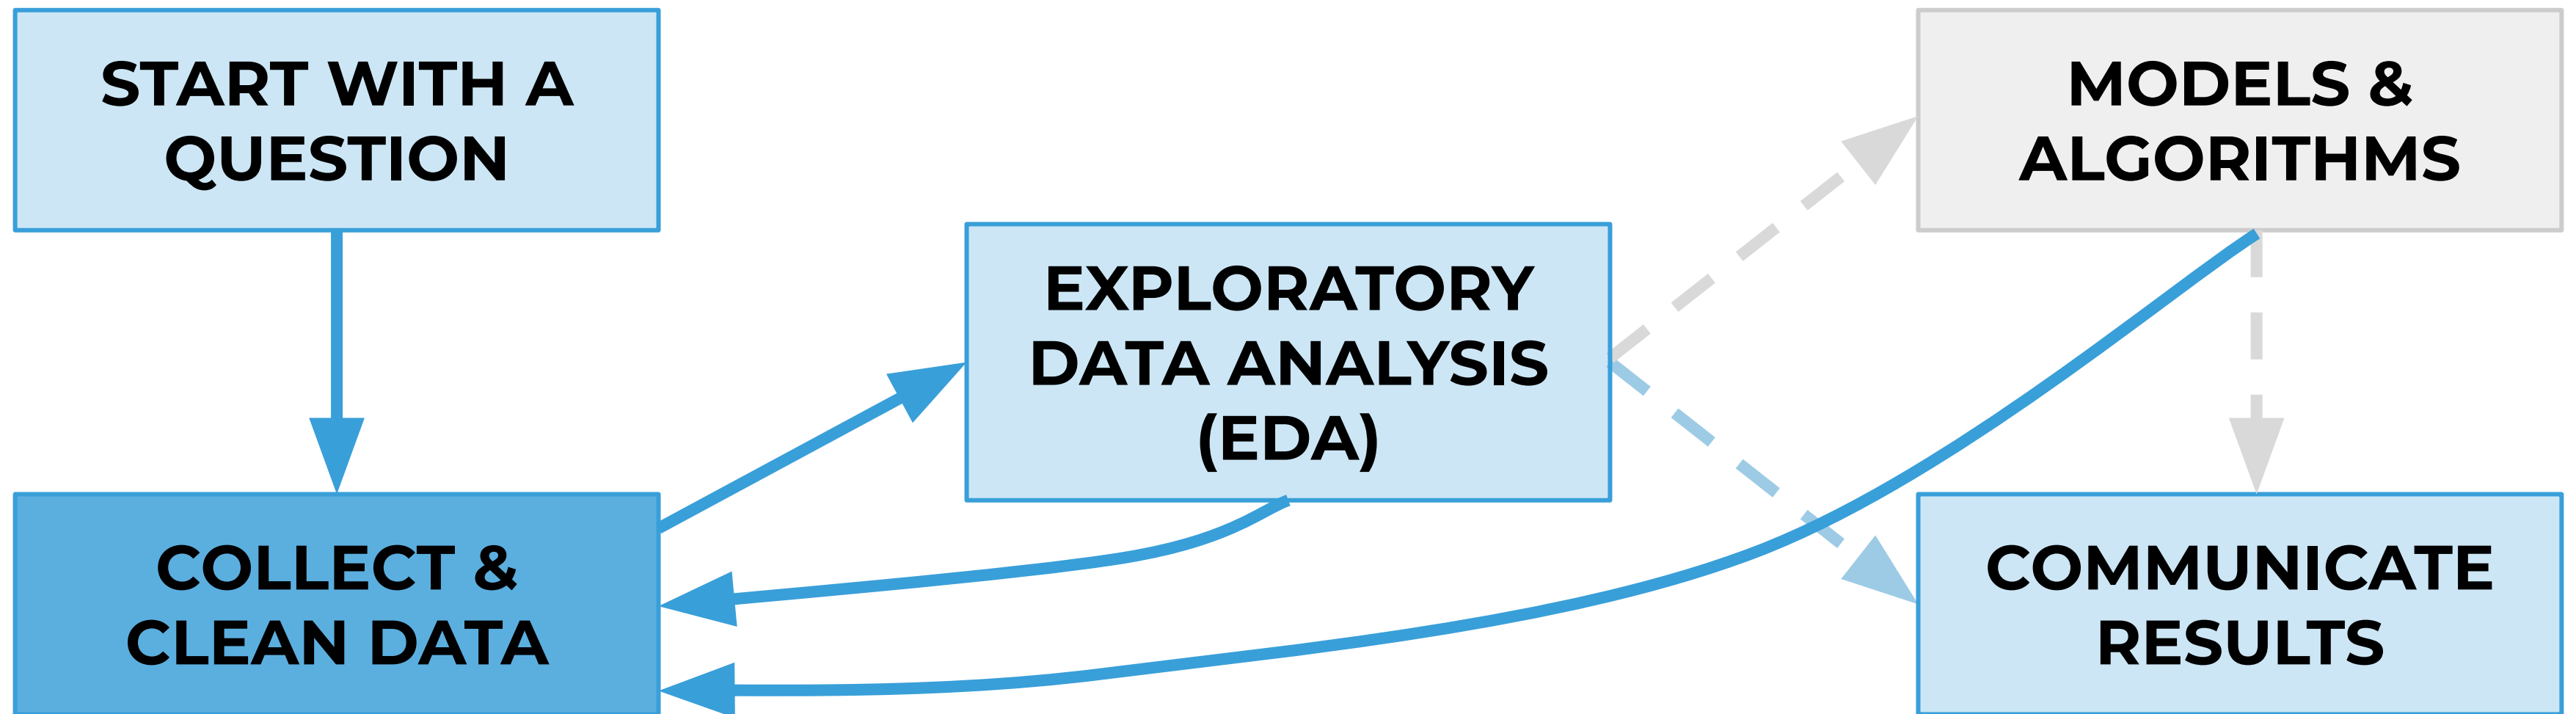 START WITH A
QUESTION
COLLECT &
CLEAN DATA
EXPLORATORY
DATA ANALYSIS
(EDA)
MODELS &
ALGORITHMS
COMMUNICATE
RESULTS